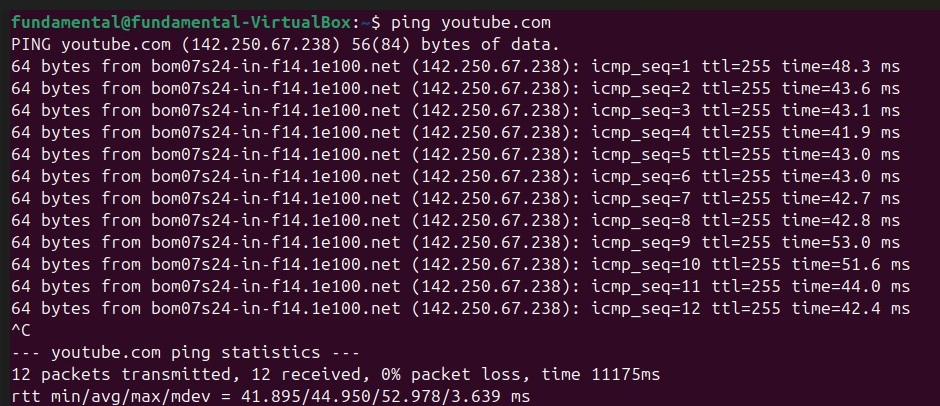 fundamental@fundamental-VirtualBox:~$ ping youtube.com
PING youtube.com (142.250.67.238) 56(84) bytes of data.
64 bytes from bom07s24-in-f14.1e100.net (142.250.67.238): icmp_seq=1 ttl=255 time=48.3 ms
64 bytes from bom07s24-in-f14.1e100.net (142.250.67.238): icmp_seq=2 ttl=255 time=43.6 ms
64 bytes from bom07s24-in-f14.1e100.net (142.250.67.238): icmp_seq=3 ttl=255 time=43.1 ms
64 bytes from bom07s24-in-f14.1e100.net (142.250.67.238): icmp_seq=4 ttl=255 time=41.9 ms
64 bytes from bom07s24-in-f14.1e100.net (142.250.67.238): icmp_seq=5 ttl=255 time=43.0 ms
64 bytes from bom07s24-in-f14.1e100.net (142.250.67.238): icmp_seq=6 ttl=255 time=43.0 ms
64 bytes from bom07s24-in-f14.1e100.net (142.250.67.238): icmp_seq=7 ttl=255 time=42.7 ms
64 bytes from bom07s24-in-f14.1e100.net (142.250.67.238): icmp_seq=8 ttl=255 time=42.8 ms
64 bytes from bom07s24-in-f14.1e100.net (142.250.67.238): icmp_seq=9 ttl=255 time=53.0 ms
64 bytes from bom07s24-in-f14.1e100.net (142.250.67.238): icmp_seq=10 ttl=255 time=51.6 ms
64 bytes from bom07s24-in-f14.1e100.net (142.250.67.238): icmp_seq=11 ttl=255 time=44.0 ms
64 bytes from bom07s24-in-f14.1e100.net (142.250.67.238): icmp_seq=12 ttl=255 time=42.4 ms
^C
--- youtube.com ping statistics ---
12 packets transmitted, 12 received, 0% packet loss, time 11175ms
rtt min/avg/max/mdev = 41.895/44.950/52.978/3.639 ms